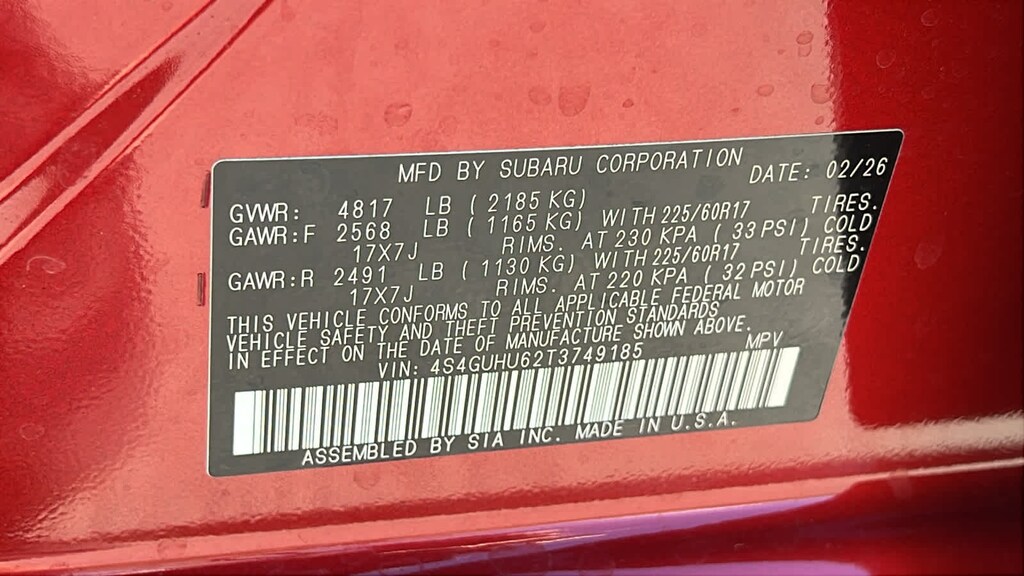 MFD BY SUBARU CORPORATION
DATE: 02/26
GVWR: 4817 LB ( 2185 KG)
GAWR:F 2568 LB ( 1165 KG) WITH 225/60R17 TIRES.
17X7J RIMS. AT 230 KPA ( 33 PSI) COLD
GAWR:R 2491 LB ( 1130 KG) WITH 225/60R17 TIRES.
17X7J RIMS. AT 220 KPA ( 32 PSI) COLD
THIS VEHICLE CONFORMS TO ALL APPLICABLE FEDERAL MOTOR
VEHICLE SAFETY AND THEFT PREVENTION STANDARDS
IN EFFECT ON THE DATE OF MANUFACTURE SHOWN ABOVE.
VIN: 4S4GUHU62T3749185 MPV
ASSEMBLED BY SIA INC. MADE IN U.S.A.